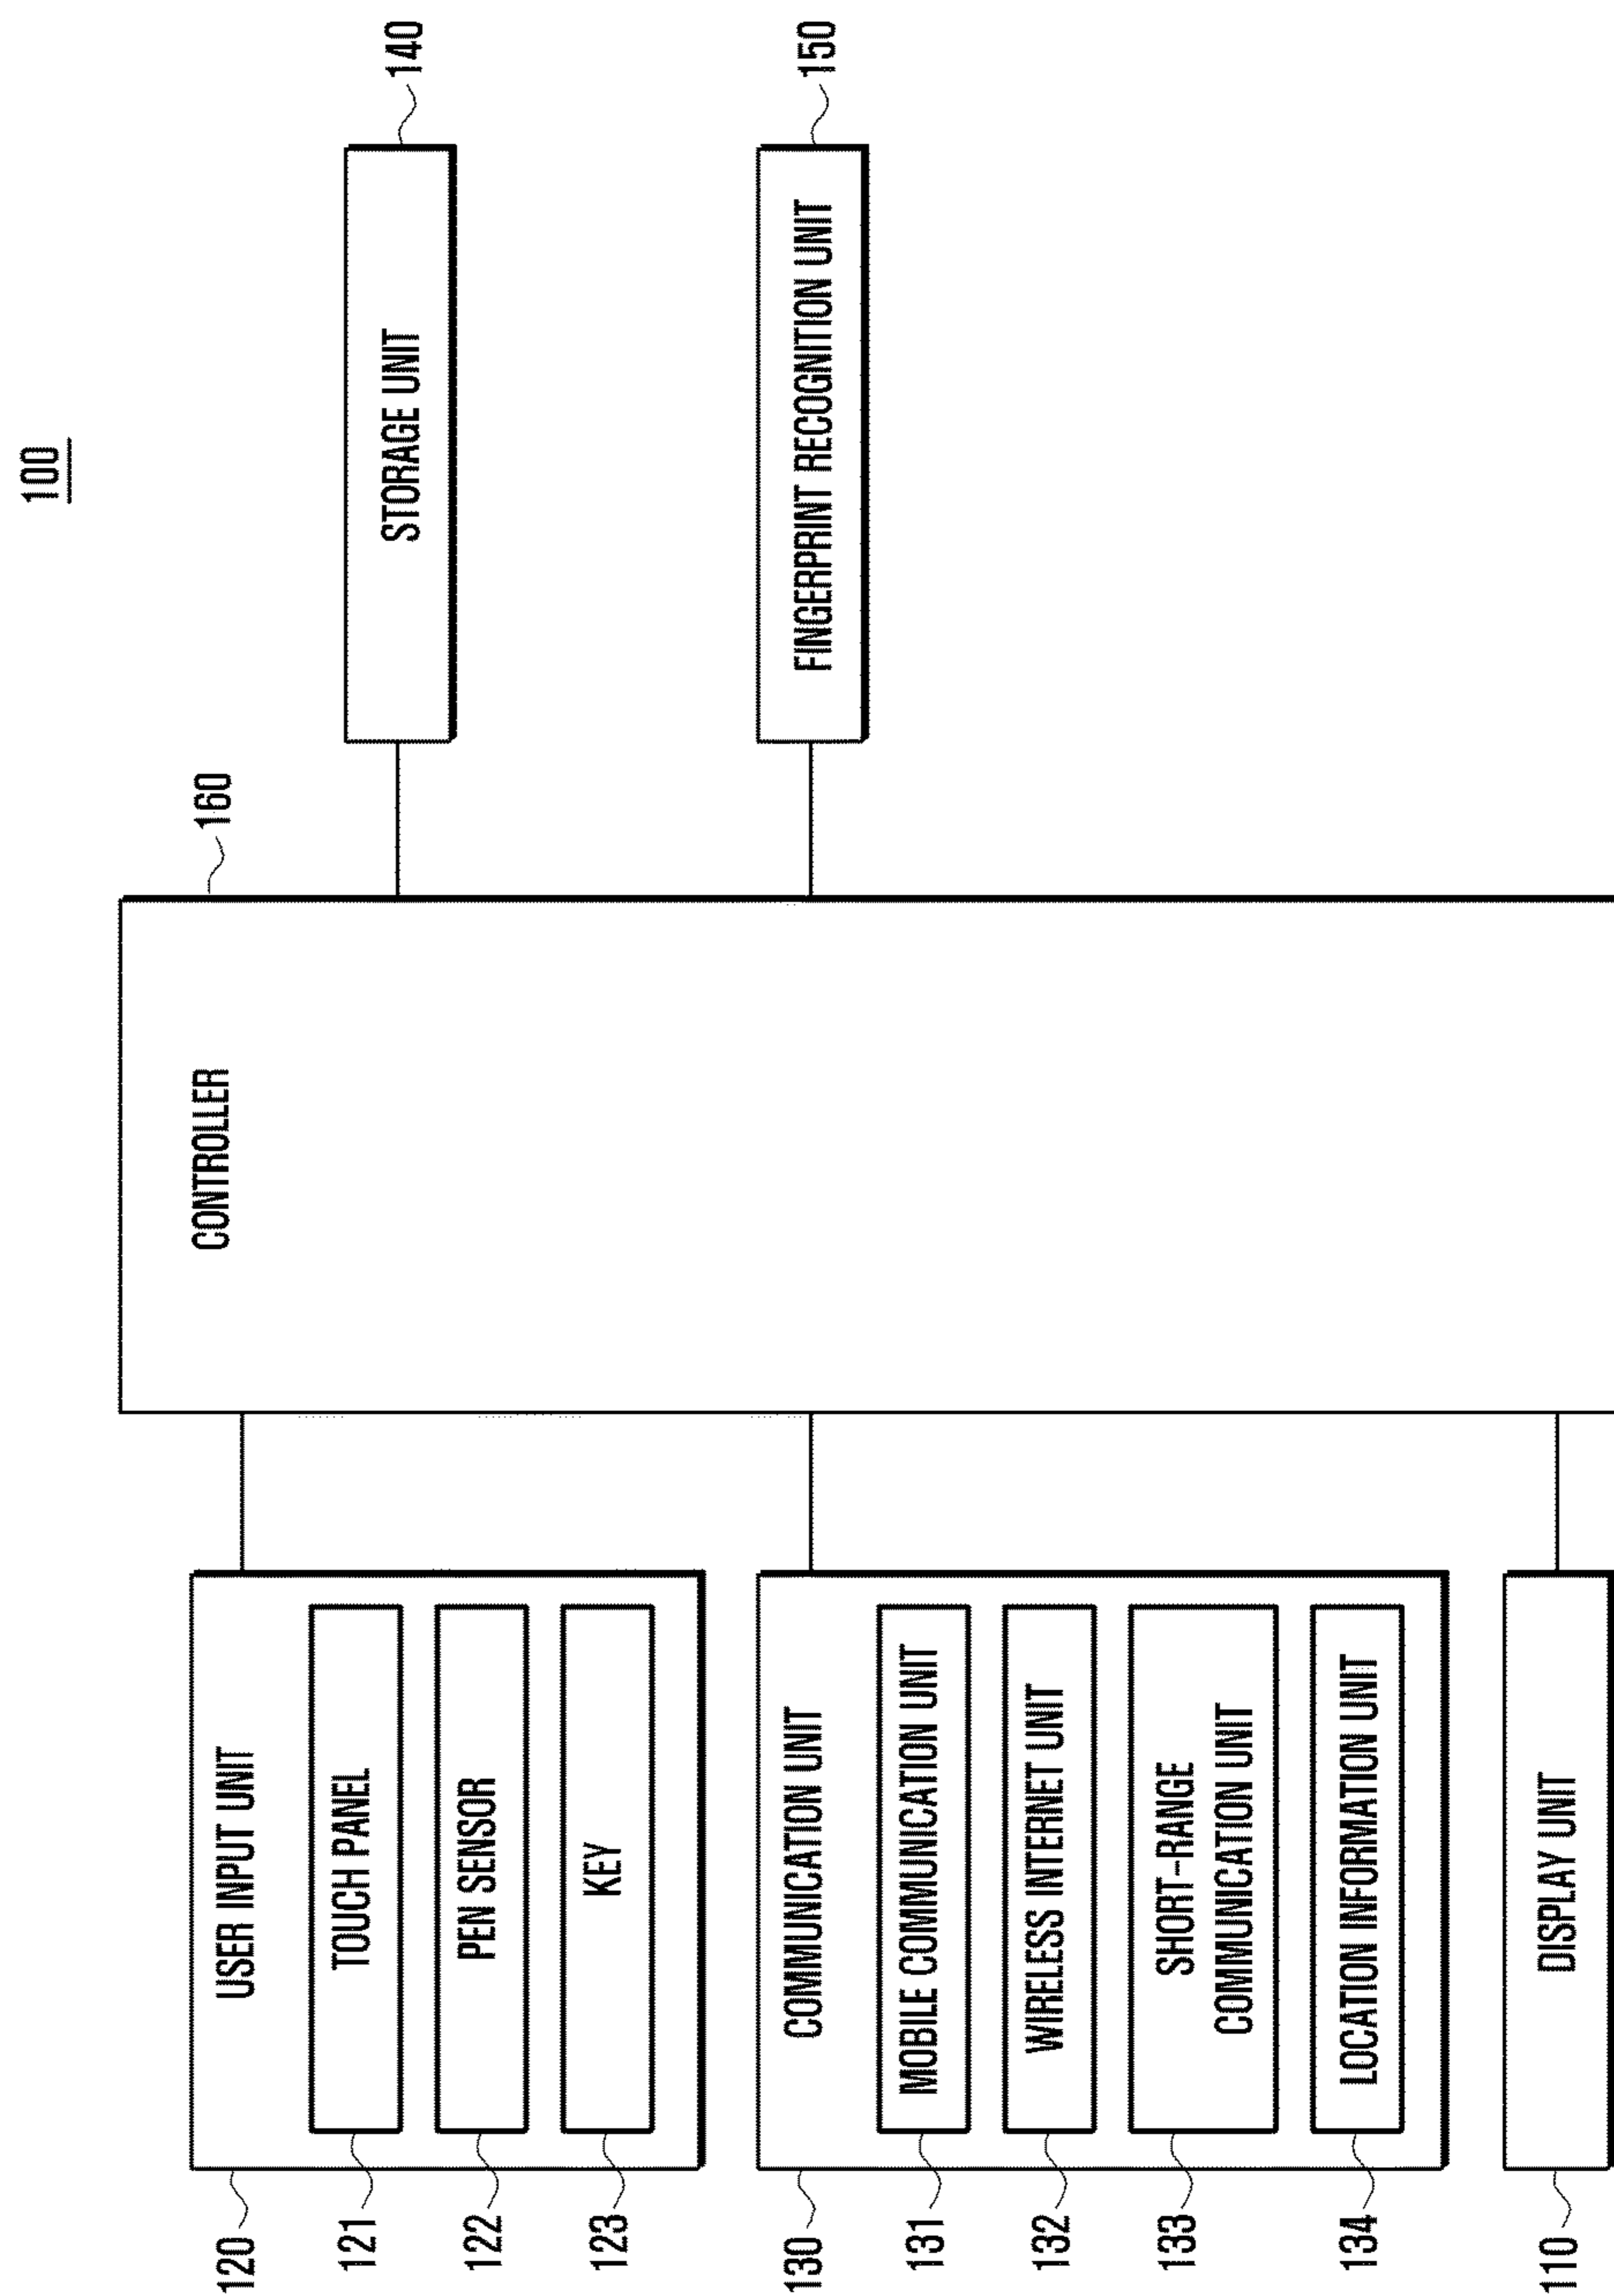 100
120
USER INPUT UNIT
121
TOUCH PANEL
122
PEN SENSOR
123
KEY
130
COMMUNICATION UNIT
131
MOBILE COMMUNICATION UNIT
132
WIRELESS INTERNET UNIT
133
SHORT-RANGE
COMMUNICATION UNIT
134
LOCATION INFORMATION UNIT
110
DISPLAY UNIT
CONTROLLER
160
STORAGE UNIT
140
FINGERPRINT RECOGNITION UNIT
150